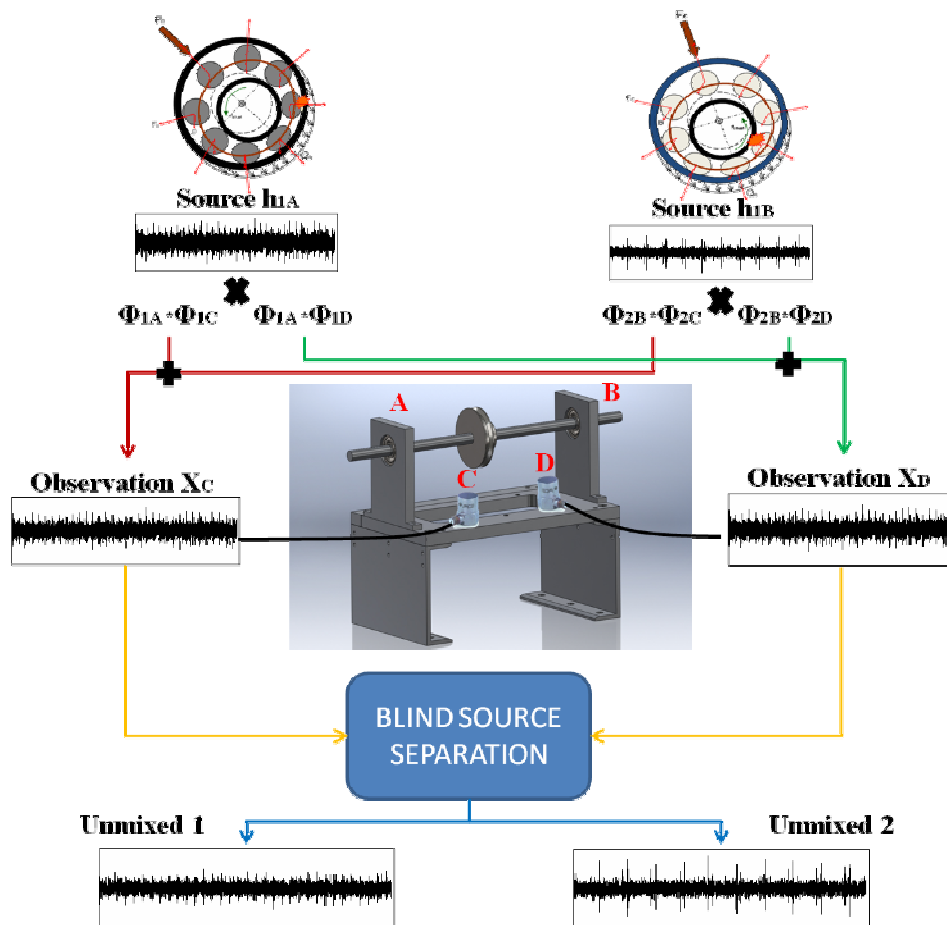 Source h1A
Source h1B
Φ1A*Φ1C
Φ1A*Φ1D
Φ2B*Φ2C
Φ2B*Φ2D
A
B
C
D
Observation XC
Observation XD
BLIND SOURCE
SEPARATION
Unmixed 1
Unmixed 2